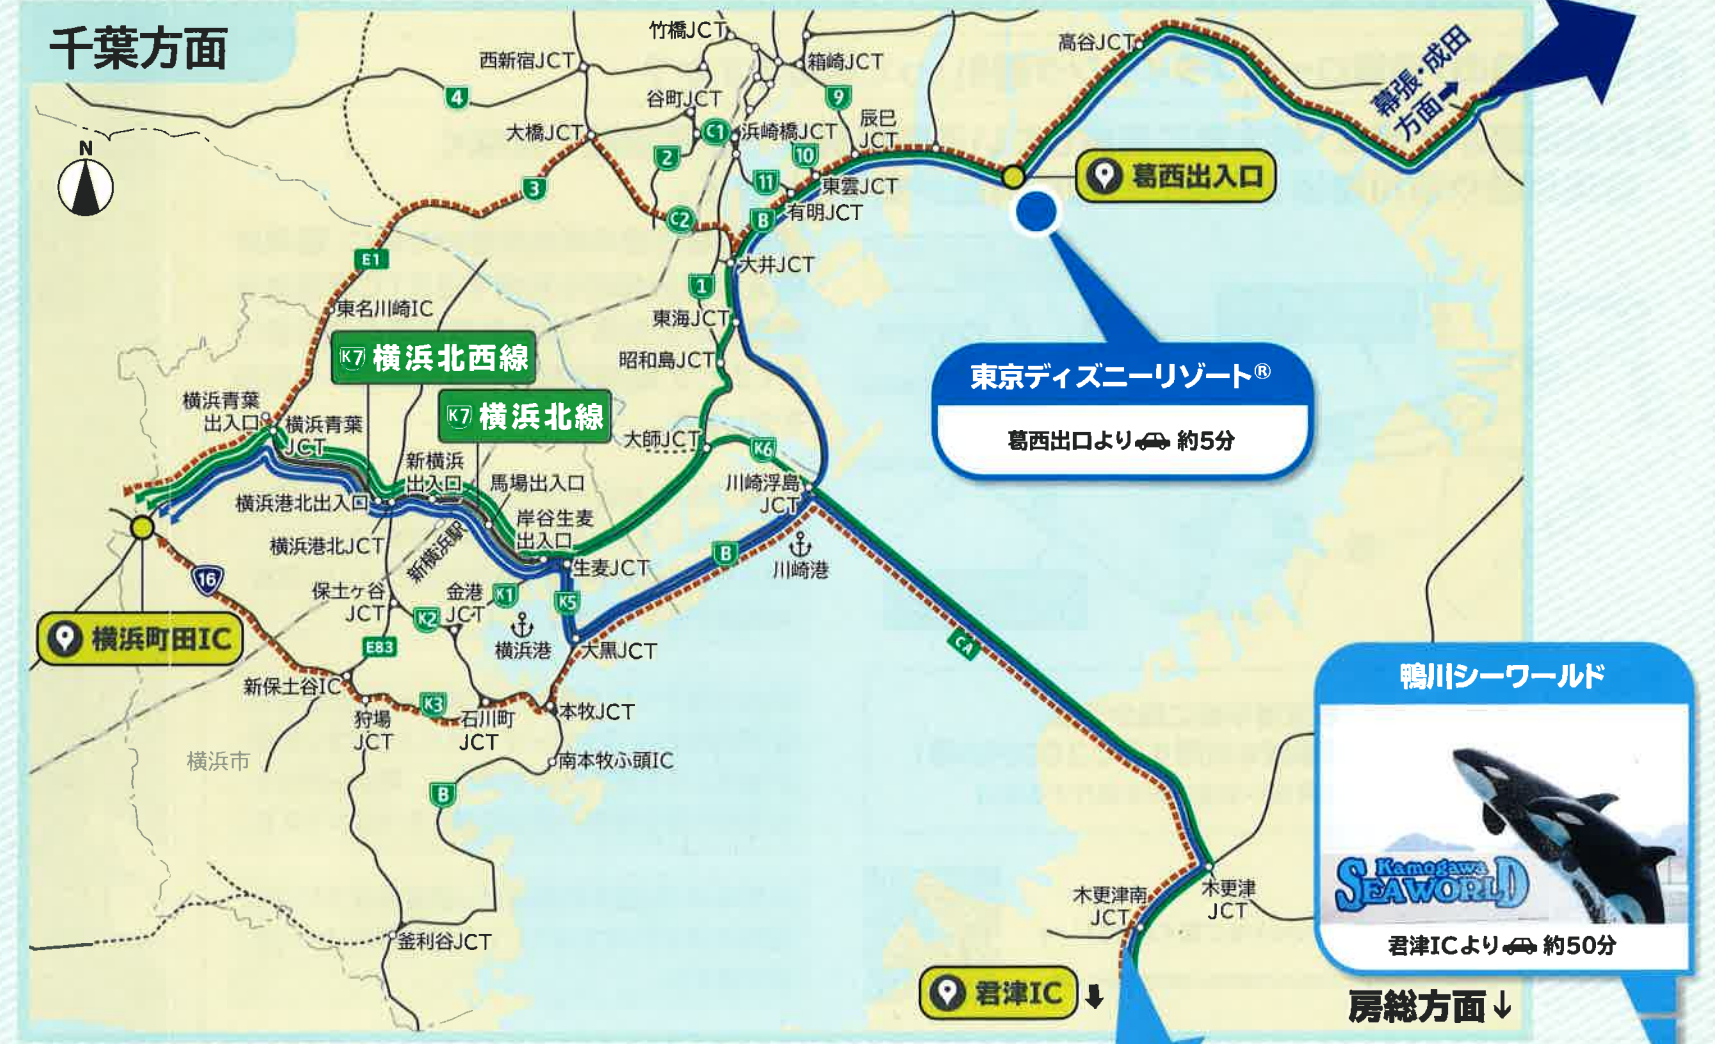 千葉方面
竹橋JCT
西新宿JCT
箱崎JCT
高谷JCT
幕張・成田
方面➡
4
谷町JCT
9
辰巳
JCT
大橋JCT
C1
浜崎橋JCT
N
2
10
3
11
東雲JCT
葛西出入口
C2
B
有明JCT
E1
大井JCT
1
東名川崎IC
東海JCT
K7 横浜北西線
昭和島JCT
東京ディズニーリゾート®
葛西出口より 約5分
K7 横浜北線
横浜青葉
出入口
横浜青葉
JCT
大師JCT
K6
新横浜
出入口
馬場出入口
川崎浮島
JCT
横浜港北出入口
岸谷生麦
出入口
横浜港北JCT
新横浜駅
B
川崎港
生麦JCT
16
保土ヶ谷
JCT
金港
JCT
K1
K5
K2
横浜町田IC
E83
横浜港
大黒JCT
CA
新保土谷IC
K3
狩場
JCT
石川町
JCT
本牧JCT
横浜市
南本牧ふ頭IC
B
鴨川シーワールド
Kamogawa
SEAWORLD
君津ICより 約50分
木更津南
JCT
木更津
JCT
釜利谷JCT
君津IC
房総方面↓